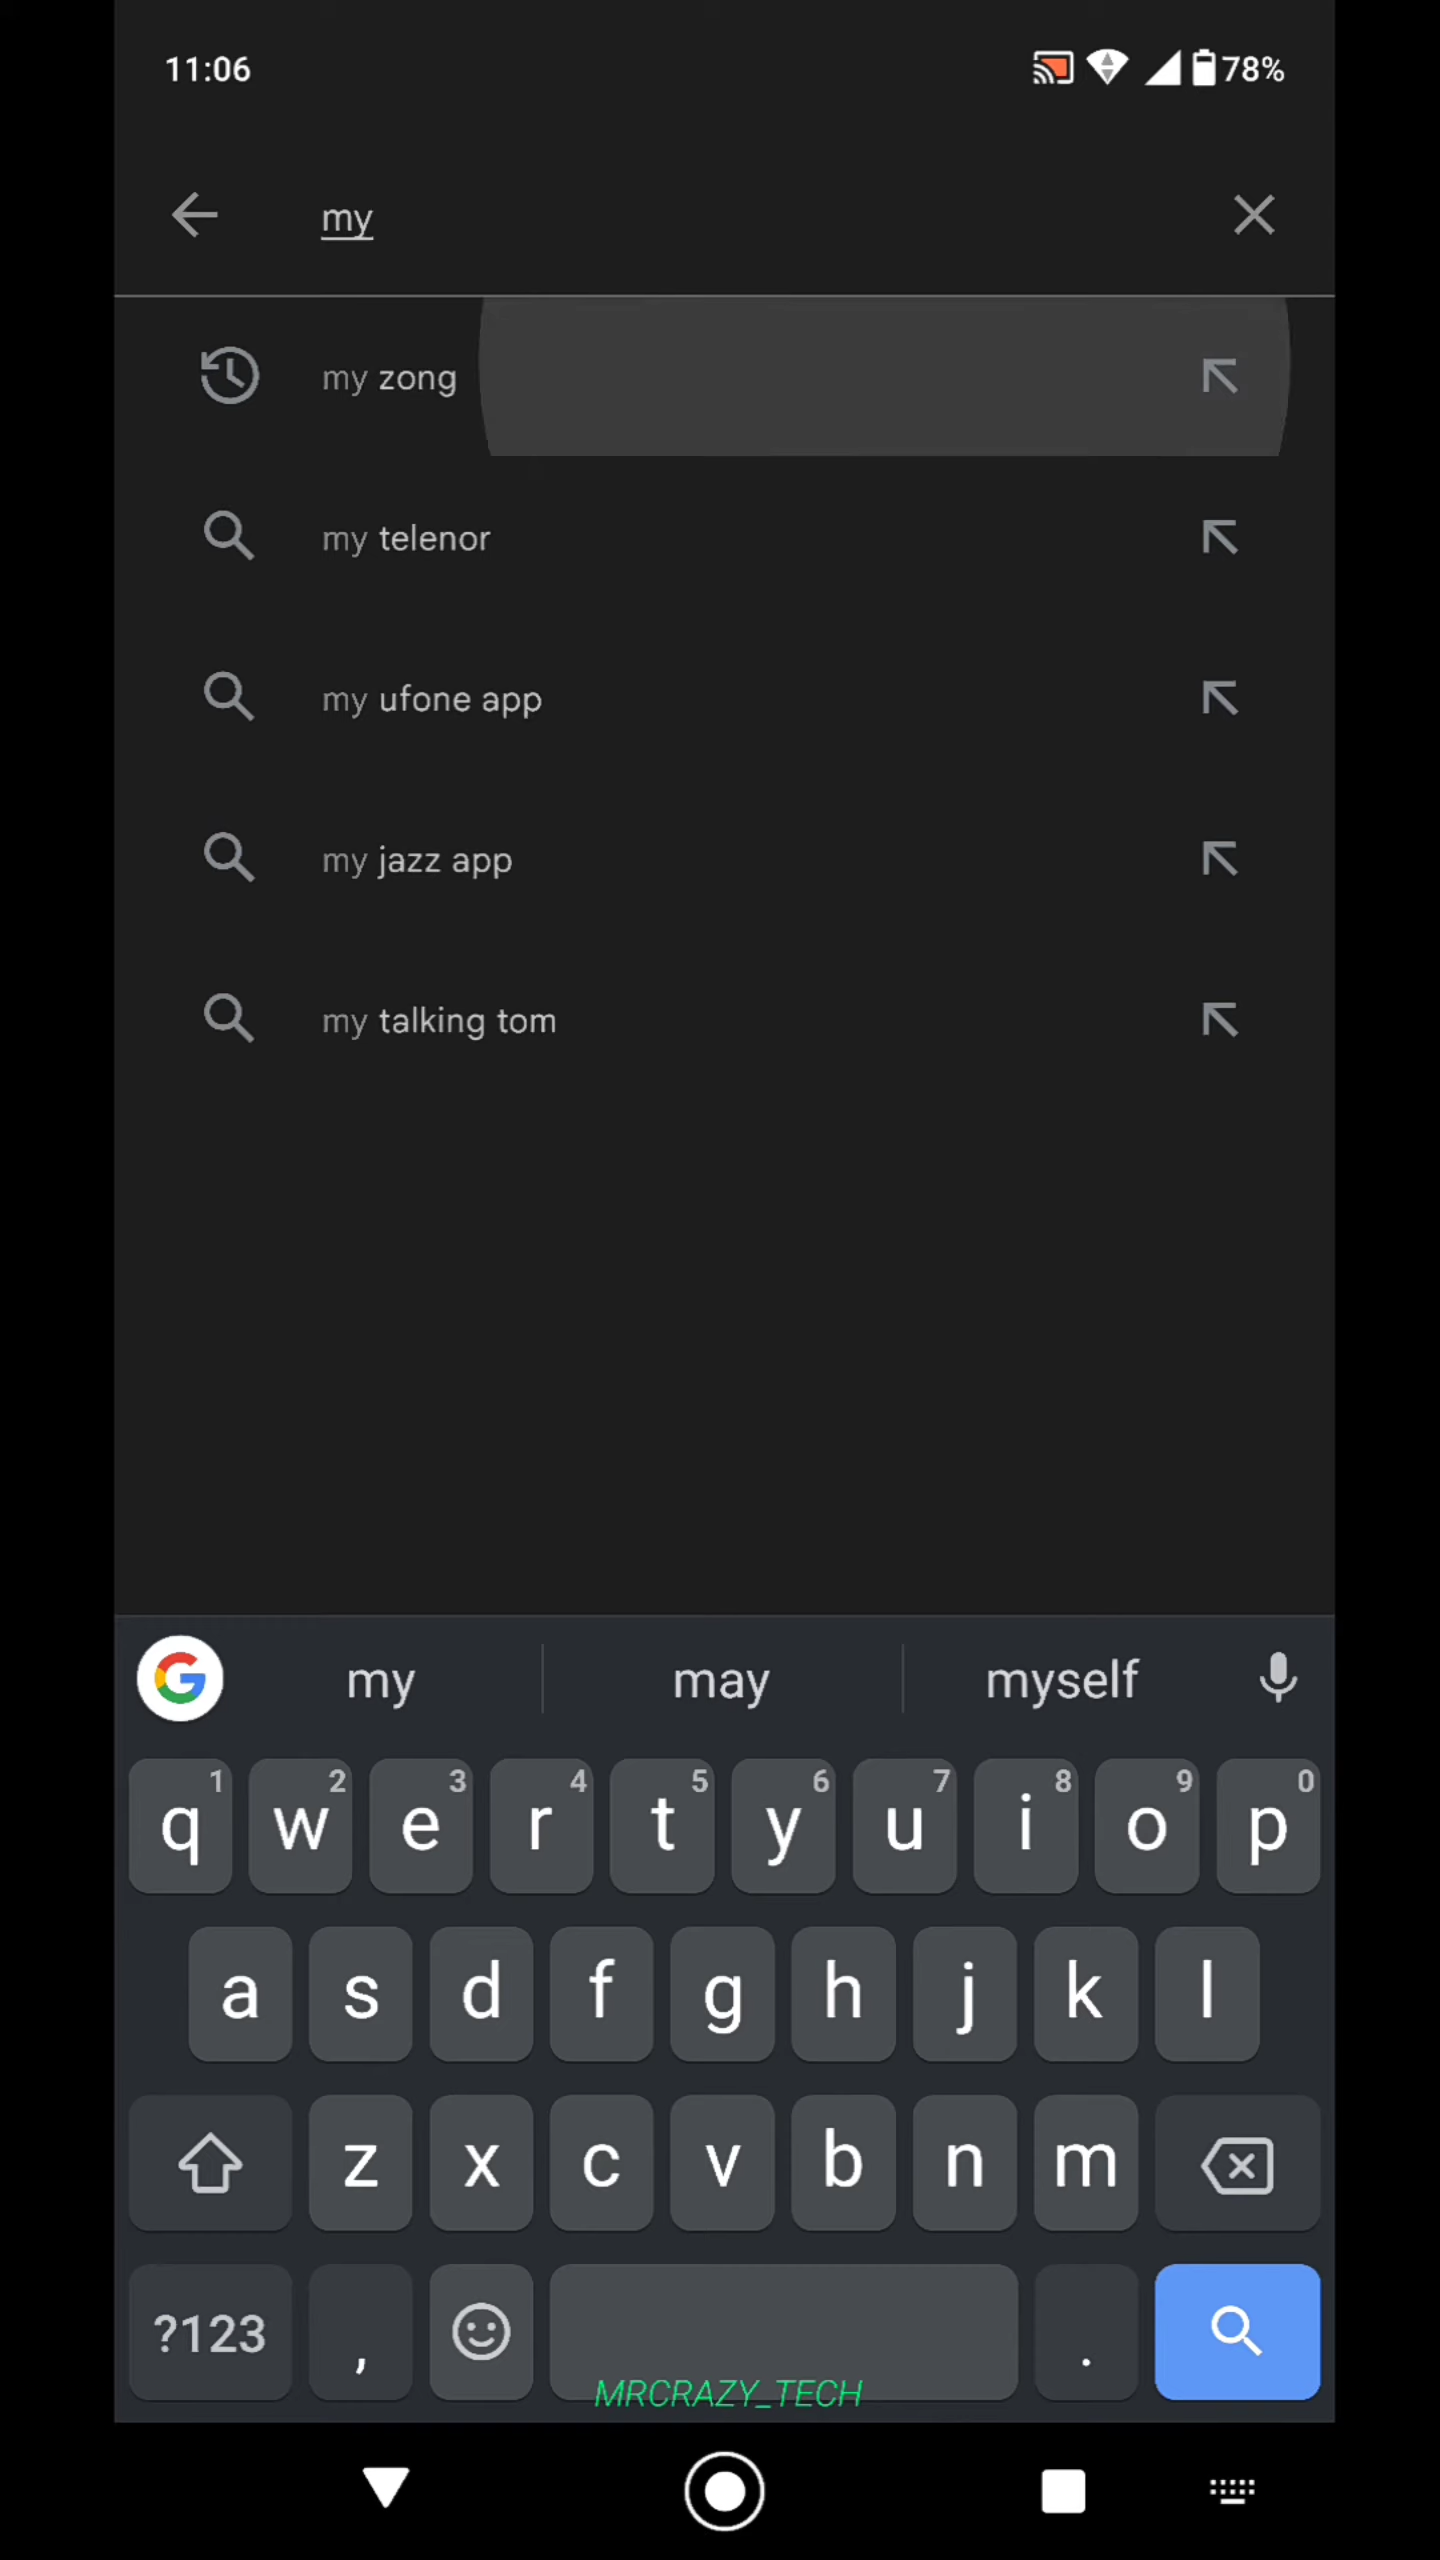 11:06 78%
my
my zong
my telenor
my ufone app
my jazz app
my talking tom
G my may myself
1 2 3 4 5 6 7 8 9 0
q w e r t y u i o p
a s d f g h j k l
z x c v b n m
?123 , .
MRCRAZY_TECH